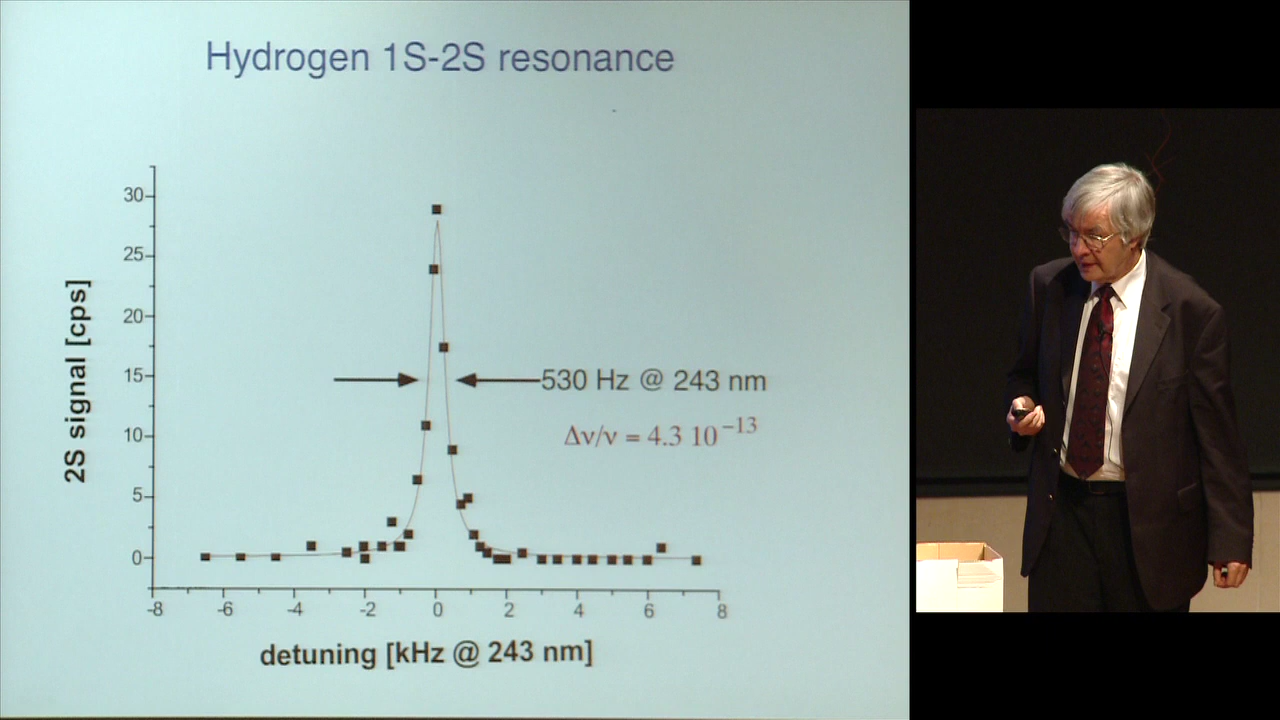 Hydrogen 1S-2S resonance
30
25
20
15
10
5
0
2S signal [cps]
530 Hz @ 243 nm
Δν/ν = 4.3 10⁻¹³
-8 -6 -4 -2 0 2 4 6 8
detuning [kHz @ 243 nm]